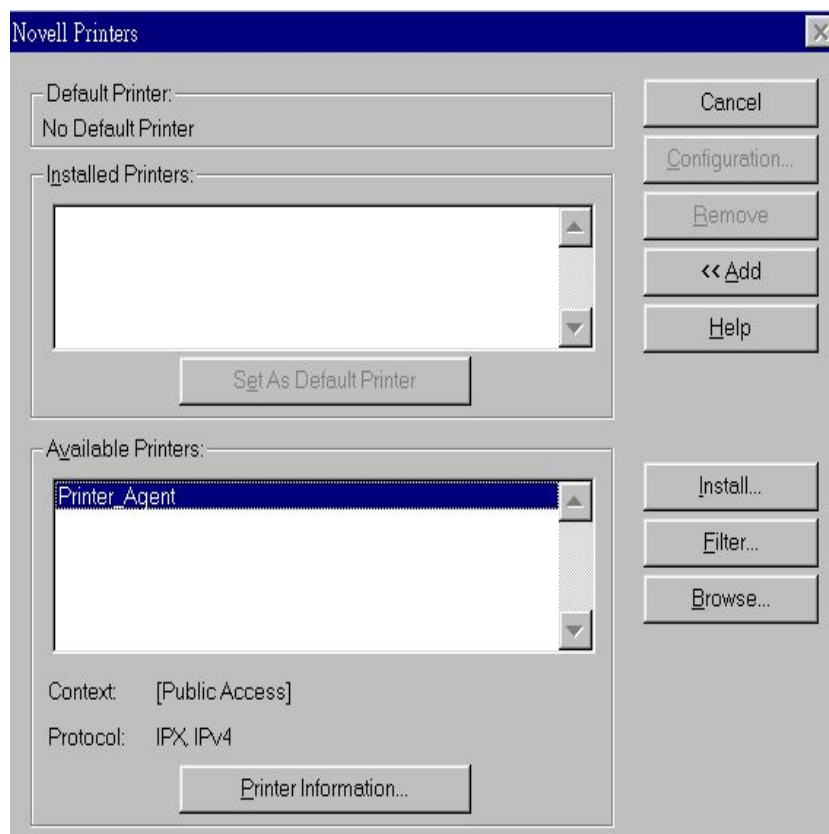 Novell Printers
Default Printer:
No Default Printer
Installed Printers:
Set As Default Printer
Available Printers:
Printer_Agent
Context: [Public Access]
Protocol: IPX, IPv4
Printer Information...
Cancel
Configuration...
Remove
<< Add
Help
Install...
Filter...
Browse...